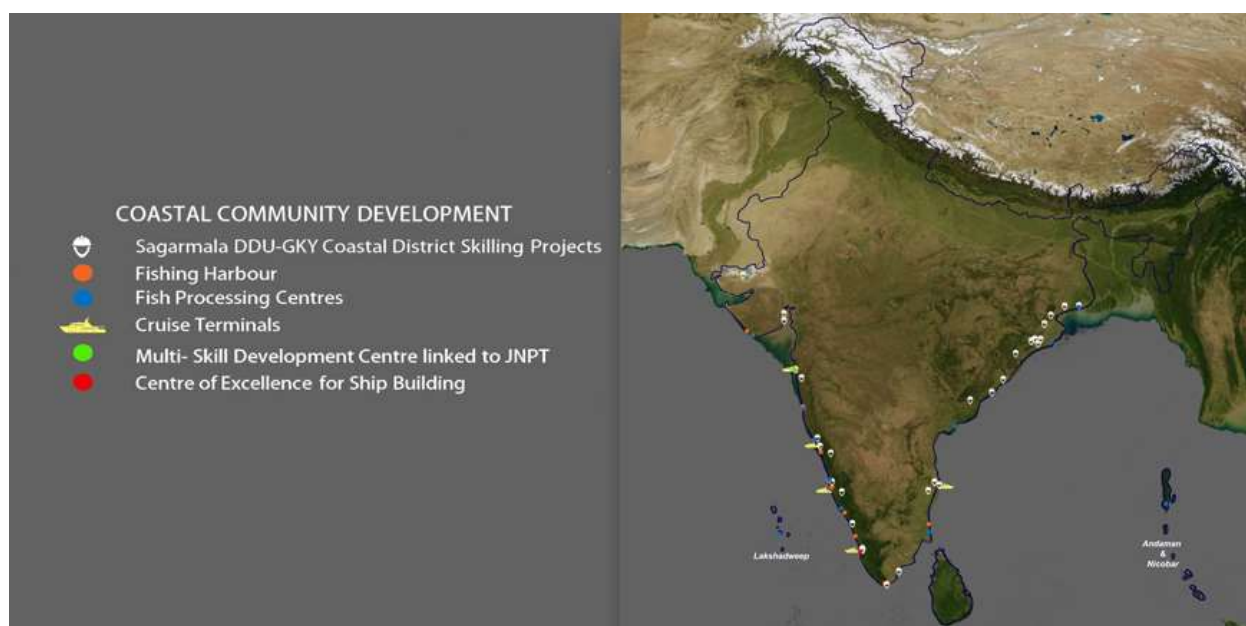 COASTAL COMMUNITY DEVELOPMENT
Sagarmala DDU-GKY Coastal District Skilling Projects
Fishing Harbour
Fish Processing Centres
Cruise Terminals
Multi- Skill Development Centre linked to JNPT
Centre of Excellence for Ship Building
Lakshadweep
Andaman
&
Nicobar